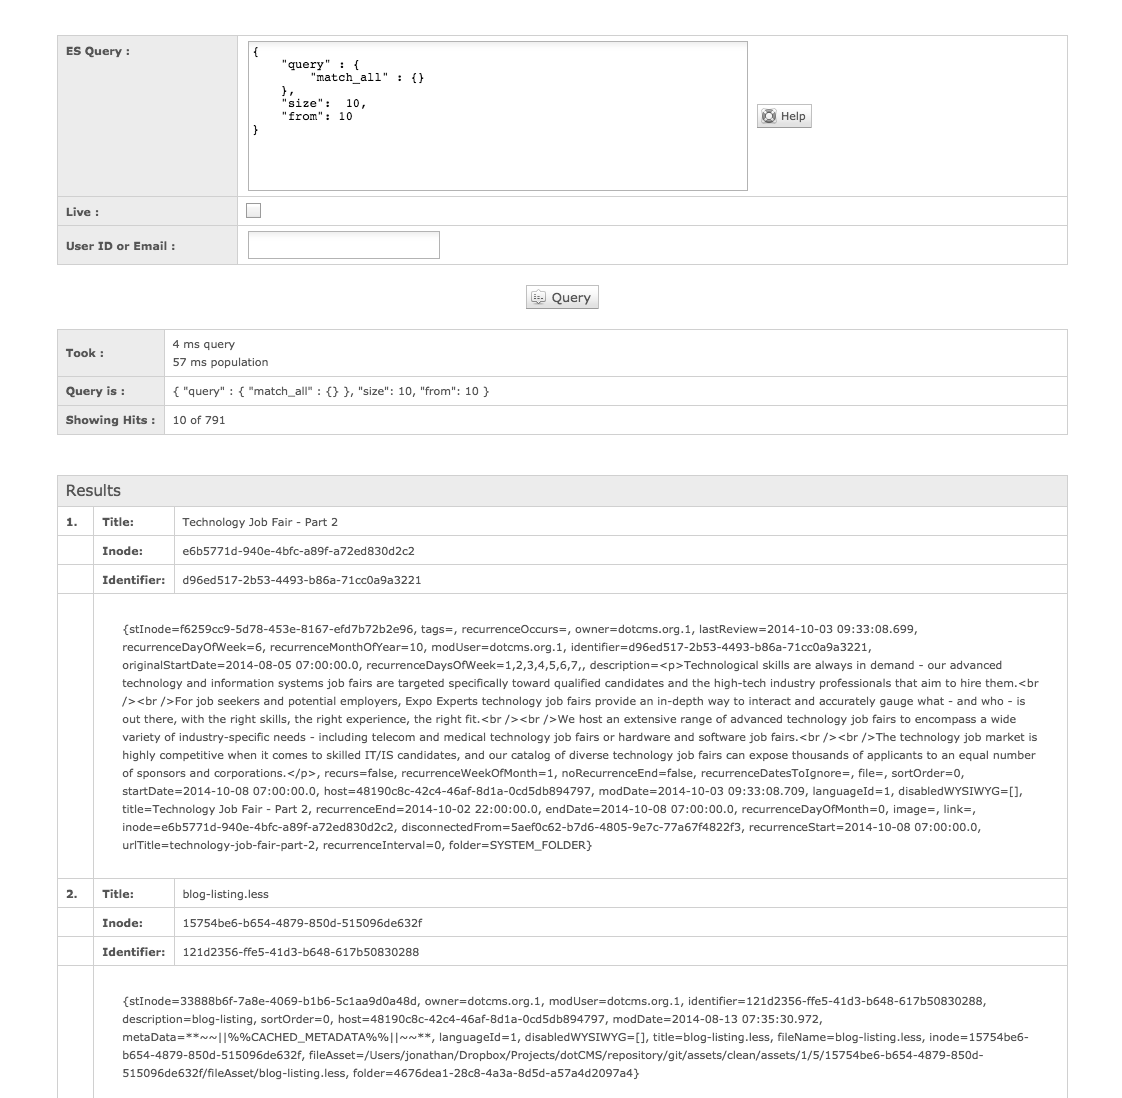 ES Query :
{
    "query" : {
        "match_all" : {}
    },
    "size":  10,
    "from": 10
}
Help
Live :
User ID or Email :
Query
Took :
4 ms query
57 ms population
Query is :
{ "query" : { "match_all" : {} }, "size": 10, "from": 10 }
Showing Hits :
10 of 791
Results
1. Title: Technology Job Fair - Part 2
Inode: e6b5771d-940e-4bfc-a89f-a72ed830d2c2
Identifier: d96ed517-2b53-4493-b86a-71cc0a9a3221
{stInode=f6259cc9-5d78-453e-8167-efd7b72b2e96, tags=, recurrenceOccurs=, owner=dotcms.org.1, lastReview=2014-10-03 09:33:08.699,
recurrenceDayOfWeek=6, recurrenceMonthOfYear=10, modUser=dotcms.org.1, identifier=d96ed517-2b53-4493-b86a-71cc0a9a3221,
originalStartDate=2014-08-05 07:00:00.0, recurrenceDaysOfWeek=1,2,3,4,5,6,7,, description=<p>Technological skills are always in demand - our advanced
technology and information systems job fairs are targeted specifically toward qualified candidates and the high-tech industry professionals that aim to hire them.<br
/><br />For job seekers and potential employers, Expo Experts technology job fairs provide an in-depth way to interact and accurately gauge what - and who - is
out there, with the right skills, the right experience, the right fit.<br /><br />We host an extensive range of advanced technology job fairs to encompass a wide
variety of industry-specific needs - including telecom and medical technology job fairs or hardware and software job fairs.<br /><br />The technology job market is
highly competitive when it comes to skilled IT/IS candidates, and our catalog of diverse technology job fairs can expose thousands of applicants to an equal number
of sponsors and corporations.</p>, recurs=false, recurrenceWeekOfMonth=1, noRecurrenceEnd=false, recurrenceDatesToIgnore=, file=, sortOrder=0,
startDate=2014-10-08 07:00:00.0, host=48190c8c-42c4-46af-8d1a-0cd5db894797, modDate=2014-10-03 09:33:08.709, languageId=1, disabledWYSIWYG=[],
title=Technology Job Fair - Part 2, recurrenceEnd=2014-10-02 22:00:00.0, endDate=2014-10-08 07:00:00.0, recurrenceDayOfMonth=0, image=, link=,
inode=e6b5771d-940e-4bfc-a89f-a72ed830d2c2, disconnectedFrom=5aef0c62-b7d6-4805-9e7c-77a67f4822f3, recurrenceStart=2014-10-08 07:00:00.0,
urlTitle=technology-job-fair-part-2, recurrenceInterval=0, folder=SYSTEM_FOLDER}
2. Title: blog-listing.less
Inode: 15754be6-b654-4879-850d-515096de632f
Identifier: 121d2356-ffe5-41d3-b648-617b50830288
{stInode=33888b6f-7a8e-4069-b1b6-5c1aa9d0a48d, owner=dotcms.org.1, modUser=dotcms.org.1, identifier=121d2356-ffe5-41d3-b648-617b50830288,
description=blog-listing, sortOrder=0, host=48190c8c-42c4-46af-8d1a-0cd5db894797, modDate=2014-08-13 07:35:30.972,
metaData=**~~||%%CACHED_METADATA%%||~~**, languageId=1, disabledWYSIWYG=[], title=blog-listing.less, fileName=blog-listing.less, inode=15754be6-
b654-4879-850d-515096de632f, fileAsset=/Users/jonathan/Dropbox/Projects/dotCMS/repository/git/assets/clean/assets/1/5/15754be6-b654-4879-850d-
515096de632f/fileAsset/blog-listing.less, folder=4676dea1-28c8-4a3a-8d5d-a57a4d2097a4}